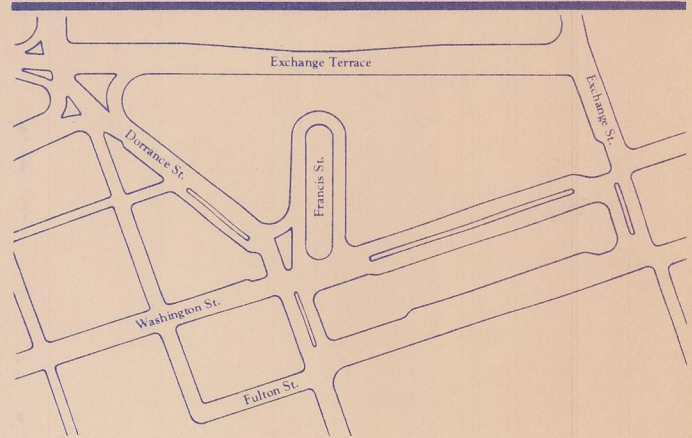 Exchange Terrace
Exchange St.
Dorrance St.
Francis St.
Washington St.
Fulton St.